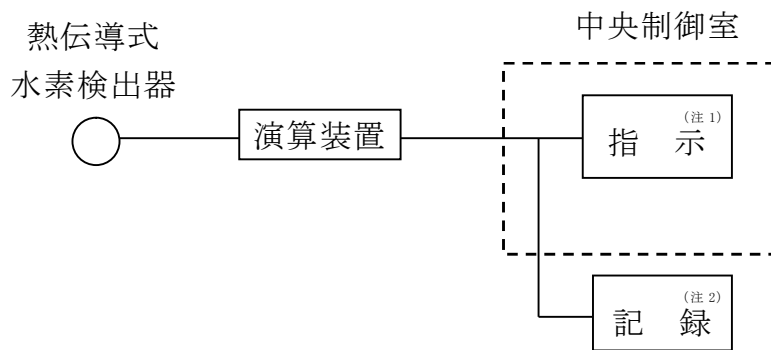 熱伝導式
水素検出器
中央制御室
演算装置
指 示 (注1)
記 録 (注2)